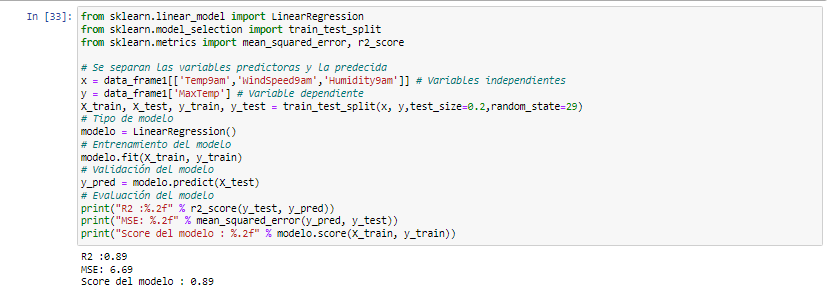 In [33]: from sklearn.linear_model import LinearRegression
from sklearn.model_selection import train_test_split
from sklearn.metrics import mean_squared_error, r2_score
# Se separan las variables predictoras y la predecida
x = data_frame1[['Temp9am','WindSpeed9am','Humidity9am']] # Variables independientes
y = data_frame1['MaxTemp'] # Variable dependiente
X_train, X_test, y_train, y_test = train_test_split(x, y,test_size=0.2,random_state=29)
# Tipo de modelo
modelo = LinearRegression()
# Entrenamiento del modelo
modelo.fit(X_train, y_train)
# Validación del modelo
y_pred = modelo.predict(X_test)
# Evaluación del modelo
print("R2 :%.2f" % r2_score(y_test, y_pred))
print("MSE: %.2f" % mean_squared_error(y_pred, y_test))
print("Score del modelo : %.2f" % modelo.score(X_train, y_train))
R2 :0.89
MSE: 6.69
Score del modelo : 0.89